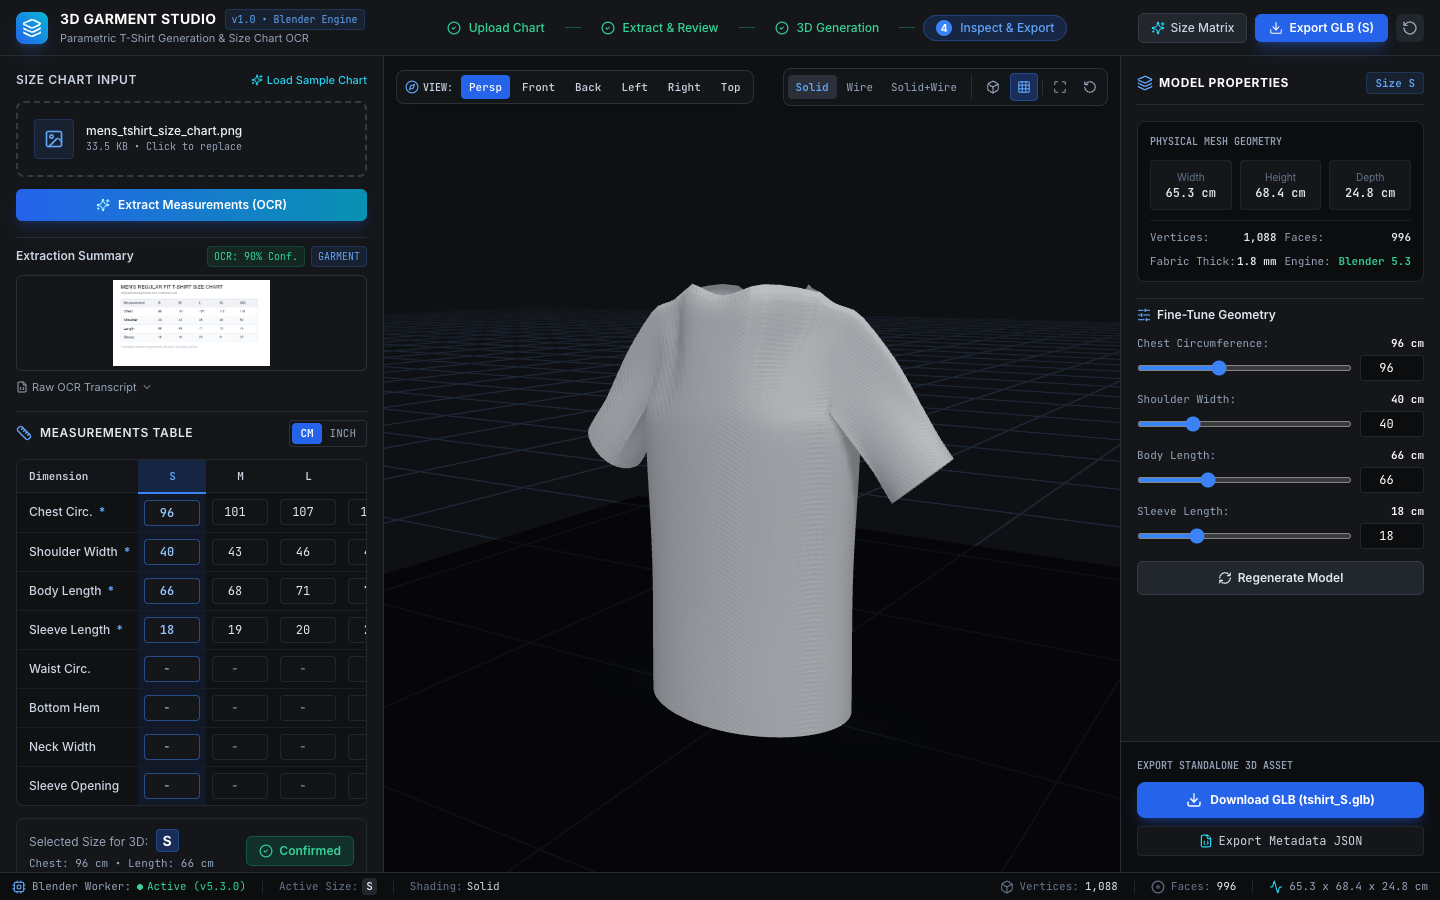 3D GARMENT STUDIO v1.0 • Blender Engine
Parametric T-Shirt Generation & Size Chart OCR
Upload Chart
Extract & Review
3D Generation
4 Inspect & Export
Size Matrix
Export GLB (S)
SIZE CHART INPUT
Load Sample Chart
mens_tshirt_size_chart.png
33.5 KB • Click to replace
Extract Measurements (OCR)
Extraction Summary
OCR: 90% Conf.
GARMENT
MEN'S REGULAR FIT T-SHIRT SIZE CHART
Raw OCR Transcript
MEASUREMENTS TABLE
CM INCH
Dimension S M L
Chest Circ. * 96 101 107
Shoulder Width * 40 43 46
Body Length * 66 68 71
Sleeve Length * 18 19 20
Waist Circ. - - -
Bottom Hem - - -
Neck Width - - -
Sleeve Opening - - -
Selected Size for 3D: S
Chest: 96 cm • Length: 66 cm
Confirmed
VIEW: Persp Front Back Left Right Top
Solid Wire Solid+Wire
MODEL PROPERTIES
Size S
PHYSICAL MESH GEOMETRY
Width Height Depth
65.3 cm 68.4 cm 24.8 cm
Vertices: 1,088 Faces: 996
Fabric Thick: 1.8 mm Engine: Blender 5.3
Fine-Tune Geometry
Chest Circumference: 96 cm
96
Shoulder Width: 40 cm
40
Body Length: 66 cm
66
Sleeve Length: 18 cm
18
Regenerate Model
EXPORT STANDALONE 3D ASSET
Download GLB (tshirt_S.glb)
Export Metadata JSON
Blender Worker: Active (v5.3.0)
Active Size: S
Shading: Solid
Vertices: 1,088
Faces: 996
65.3 x 68.4 x 24.8 cm